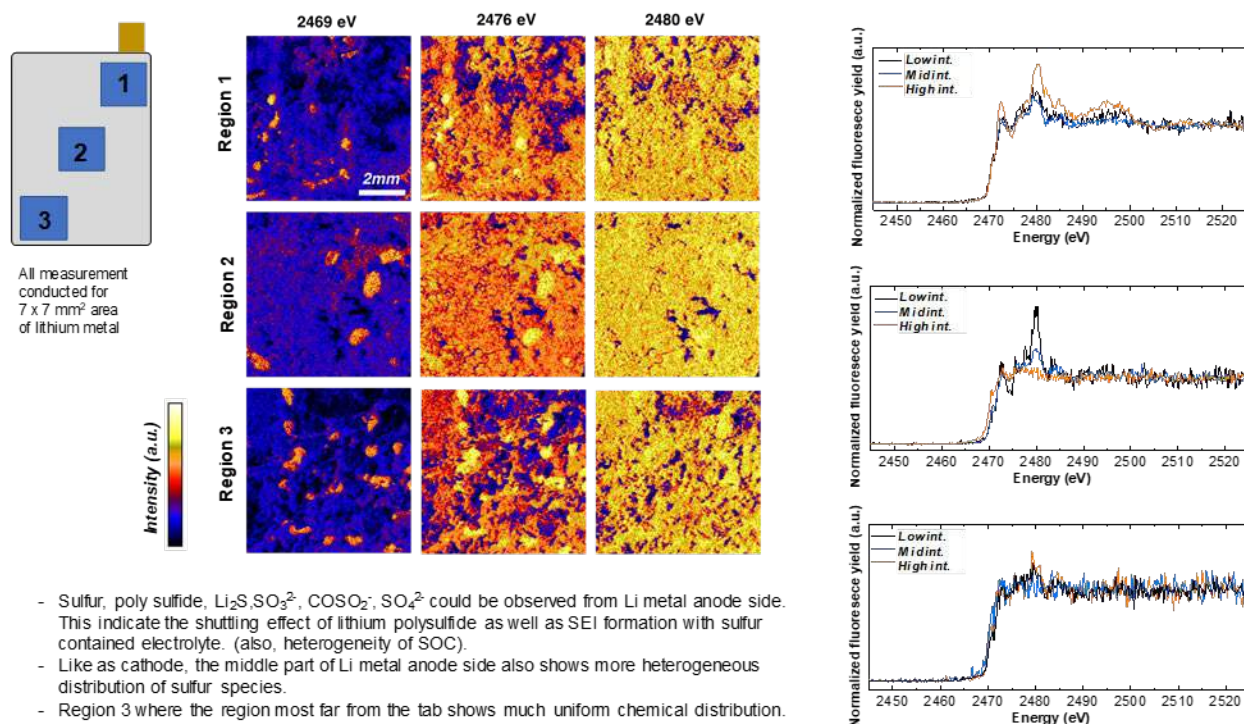 2469 eV
2476 eV
2480 eV
1
2
3
All measurement
conducted for
7 x 7 mm² area
of lithium metal
Region 1
2mm
Region 2
Region 3
Intensity (a.u.)
Normalized fluoresece yield (a.u.)
Low int.
Mid int.
High int.
2450 2460 2470 2480 2490 2500 2510 2520
Energy (eV)
Normalized fluoresece yield (a.u.)
Low int.
Mid int.
High int.
2450 2460 2470 2480 2490 2500 2510 2520
Energy (eV)
Normalized fluoresece yield (a.u.)
Low int.
Mid int.
High int.
2450 2460 2470 2480 2490 2500 2510 2520
Energy (eV)
- Sulfur, poly sulfide, Li₂S,SO₃²⁻, COSO₂⁻, SO₄²⁻ could be observed from Li metal anode side.
This indicate the shuttling effect of lithium polysulfide as well as SEI formation with sulfur
contained electrolyte. (also, heterogeneity of SOC).
- Like as cathode, the middle part of Li metal anode side also shows more heterogeneous
distribution of sulfur species.
- Region 3 where the region most far from the tab shows much uniform chemical distribution.